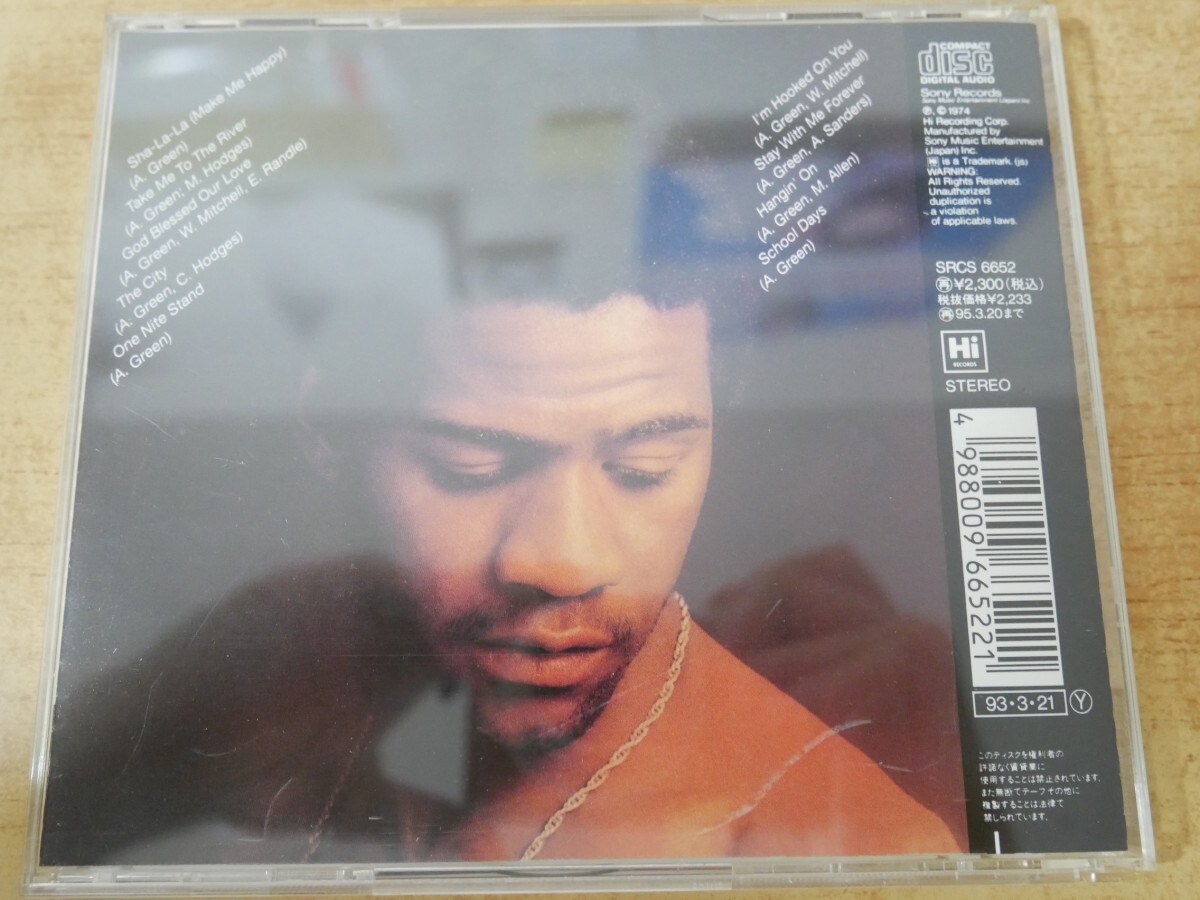 Sha-La-La (Make Me Happy)
(A. Green)
Take Me To The River
(A. Green, M. Hodges)
God Blessed Our Love
(A. Green, W. Mitchell, E. Randle)
The City
(A. Green, C. Hodges)
One Nite Stand
(A. Green)
I'm Hooked On You
(A. Green, W. Mitchell)
Stay With Me Forever
(A. Green, A. Sanders)
Hangin' On
(A. Green, M. Allen)
School Days
(A. Green)
COMPACT
disc
DIGITAL AUDIO
Sony Records
Sony Music Entertainment (Japan) Inc.
℗, © 1974
Hi Recording Corp.
Manufactured by
Sony Music Entertainment
(Japan) Inc.
Hi is a Trademark. (js)
WARNING:
All Rights Reserved.
Unauthorized
duplication is
a violation
of applicable laws.
SRCS 6652
再¥2,300(税込)
税抜価格¥2,233
再95.3.20まで
Hi
RECORDS
STEREO
4 988009 665221
93・3・21 Y
このディスクを権利者の
許諾なく賃貸業に
使用することは禁止されています。
また無断でテープその他に
複製することは法律で
禁じられています。